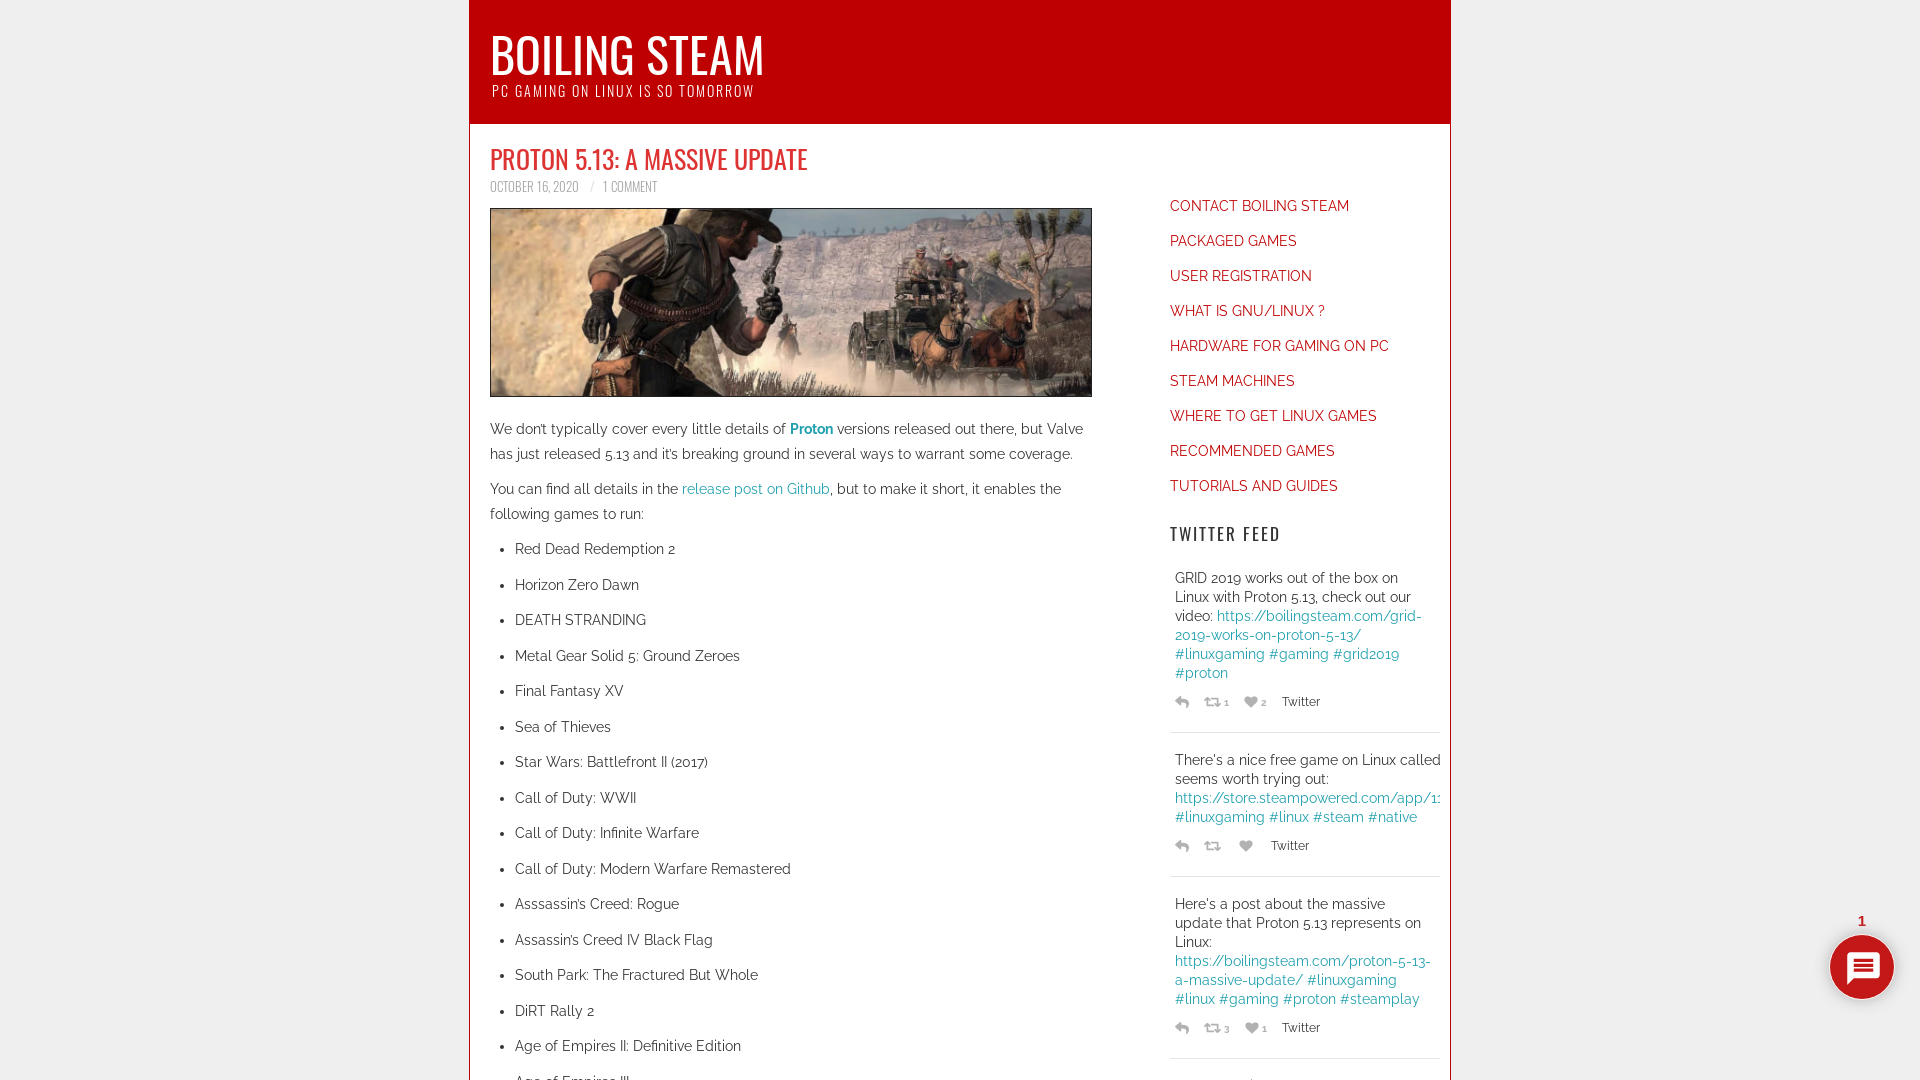 BOILING STEAM
PC GAMING ON LINUX IS SO TOMORROW
PROTON 5.13: A MASSIVE UPDATE
OCTOBER 16, 2020 / 1 COMMENT
We don't typically cover every little details of Proton versions released out there, but Valve
has just released 5.13 and it's breaking ground in several ways to warrant some coverage.
You can find all details in the release post on Github, but to make it short, it enables the
following games to run:
• Red Dead Redemption 2
• Horizon Zero Dawn
• DEATH STRANDING
• Metal Gear Solid 5: Ground Zeroes
• Final Fantasy XV
• Sea of Thieves
• Star Wars: Battlefront II (2017)
• Call of Duty: WWII
• Call of Duty: Infinite Warfare
• Call of Duty: Modern Warfare Remastered
• Asssassin's Creed: Rogue
• Assassin's Creed IV Black Flag
• South Park: The Fractured But Whole
• DiRT Rally 2
• Age of Empires II: Definitive Edition
• Age of Empires III
CONTACT BOILING STEAM
PACKAGED GAMES
USER REGISTRATION
WHAT IS GNU/LINUX ?
HARDWARE FOR GAMING ON PC
STEAM MACHINES
WHERE TO GET LINUX GAMES
RECOMMENDED GAMES
TUTORIALS AND GUIDES
TWITTER FEED
GRID 2019 works out of the box on
Linux with Proton 5.13, check out our
video: https://boilingsteam.com/grid-
2019-works-on-proton-5-13/
#linuxgaming #gaming #grid2019
#proton
1 2 Twitter
There's a nice free game on Linux called
seems worth trying out:
https://store.steampowered.com/app/11
#linuxgaming #linux #steam #native
Twitter
Here's a post about the massive
update that Proton 5.13 represents on
Linux:
https://boilingsteam.com/proton-5-13-
a-massive-update/ #linuxgaming
#linux #gaming #proton #steamplay
3 1 Twitter
1